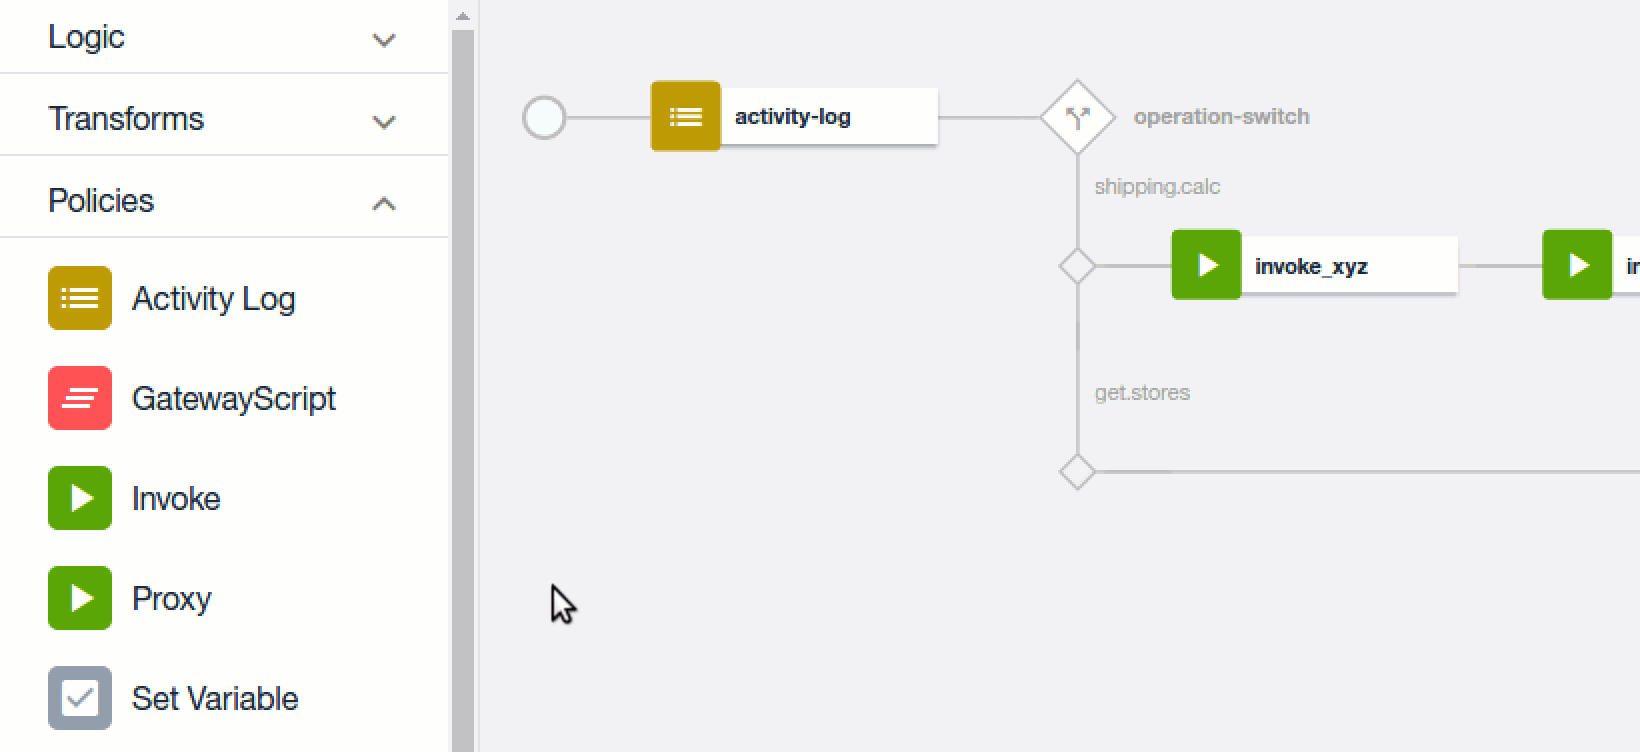 Logic
Transforms
Policies
Activity Log
GatewayScript
Invoke
Proxy
Set Variable
activity-log
operation-switch
shipping.calc
invoke_xyz
get.stores